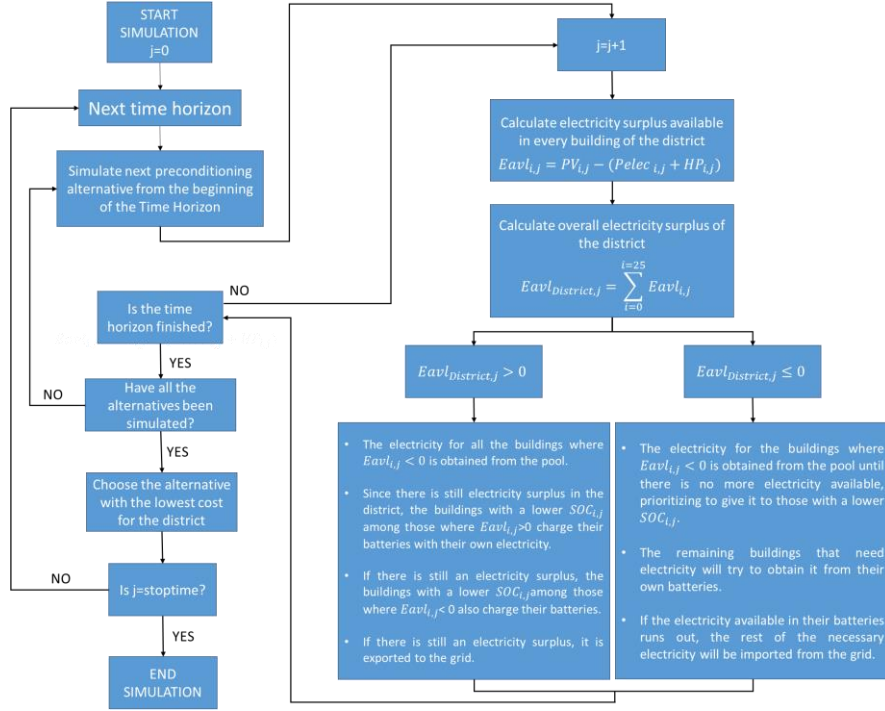 START
SIMULATION
j=0
Next time horizon
Simulate next preconditioning
alternative from the beginning
of the Time Horizon
NO
Is the time
horizon finished?
YES
NO
Have all the
alternatives been
simulated?
YES
Choose the alternative
with the lowest cost
for the district
NO
Is j=stoptime?
YES
END
SIMULATION
j=j+1
Calculate electricity surplus available
in every building of the district
$Eavl_{i,j} = PV_{i,j} - (Pelec_{i,j} + HP_{i,j})$
Calculate overall electricity surplus of
the district
$Eavl_{District,j} = \sum_{i=0}^{i=25} Eavl_{i,j}$
$Eavl_{District,j} > 0$
• The electricity for all the buildings where
$Eavl_{i,j} < 0$ is obtained from the pool.
• Since there is still electricity surplus in the
district, the buildings with a lower $SOC_{i,j}$
among those where $Eavl_{i,j}$>0 charge their
batteries with their own electricity.
• If there is still an electricity surplus, the
buildings with a lower $SOC_{i,j}$among those
where $Eavl_{i,j}$< 0 also charge their batteries.
• If there is still an electricity surplus, it is
exported to the grid.
$Eavl_{District,j} \leq 0$
• The electricity for the buildings where
$Eavl_{i,j} < 0$ is obtained from the pool until
there is no more electricity available,
prioritizing to give it to those with a lower
$SOC_{i,j}$.
• The remaining buildings that need
electricity will try to obtain it from their
own batteries.
• If the electricity available in their batteries
runs out, the rest of the necessary
electricity will be imported from the grid.